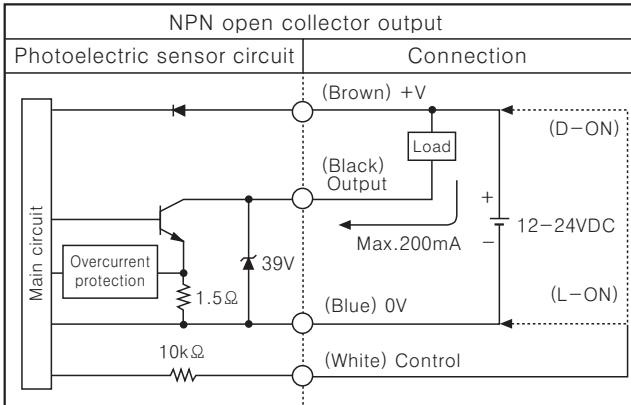 NPN open collector output
Photoelectric sensor circuit
Connection
(Brown) +V
(D-ON)
Load
(Black)
Output
Main circuit
+
12-24VDC
Max.200mA
-
Overcurrent
protection
39V
1.5Ω
(L-ON)
(Blue) 0V
10kΩ
(White) Control